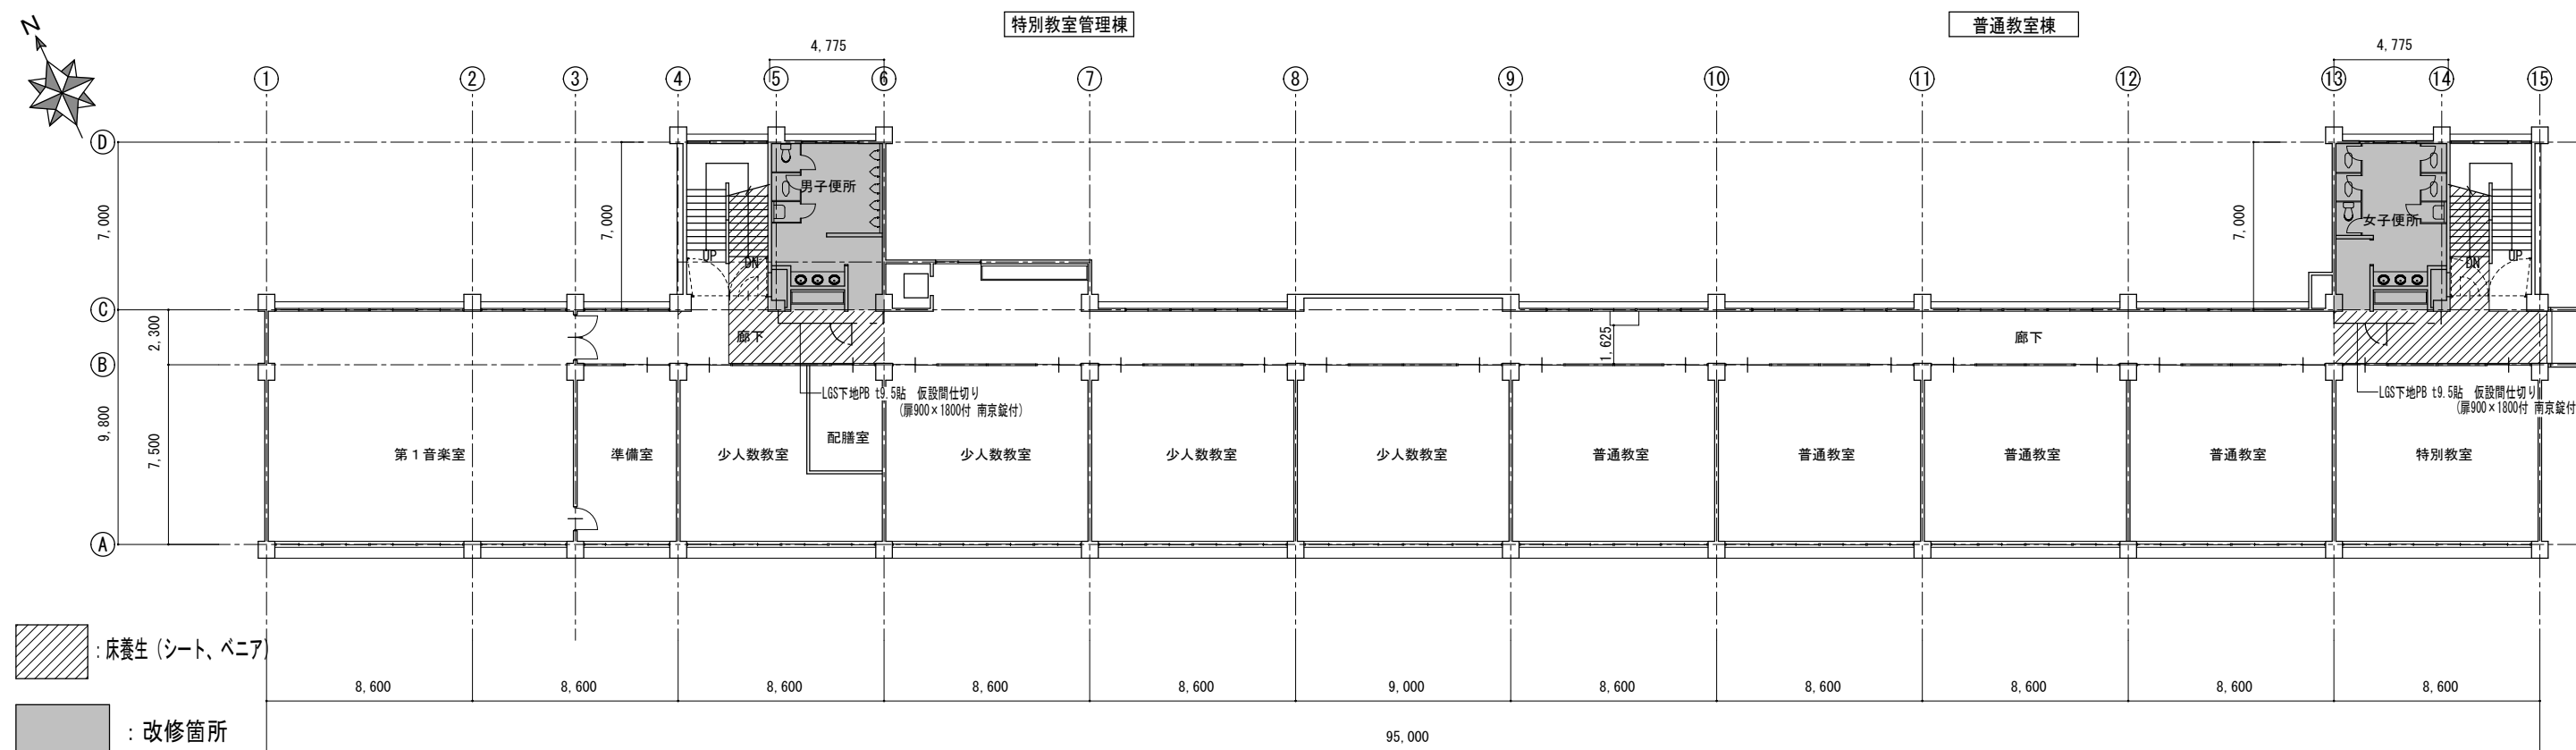 特別教室管理棟
普通教室棟
N
4,775
4,775
1
2
3
4
5
6
7
8
9
10
11
12
13
14
15
D
男子便所
女子便所
7,000
7,000
7,000
UP
DN
DN
UP
C
2,300
廊下
1,625
廊下
B
LGS下地PB t9.5貼 仮設間仕切り
(扉900×1800付 南京錠付)
LGS下地PB t9.5貼 仮設間仕切り
(扉900×1800付 南京錠付
9,800
7,500
第1音楽室
準備室
少人数教室
配膳室
少人数教室
少人数教室
少人数教室
普通教室
普通教室
普通教室
普通教室
特別教室
A
:床養生(シート、ベニア)
8,600
8,600
8,600
8,600
8,600
9,000
8,600
8,600
8,600
8,600
8,600
:改修箇所
95,000